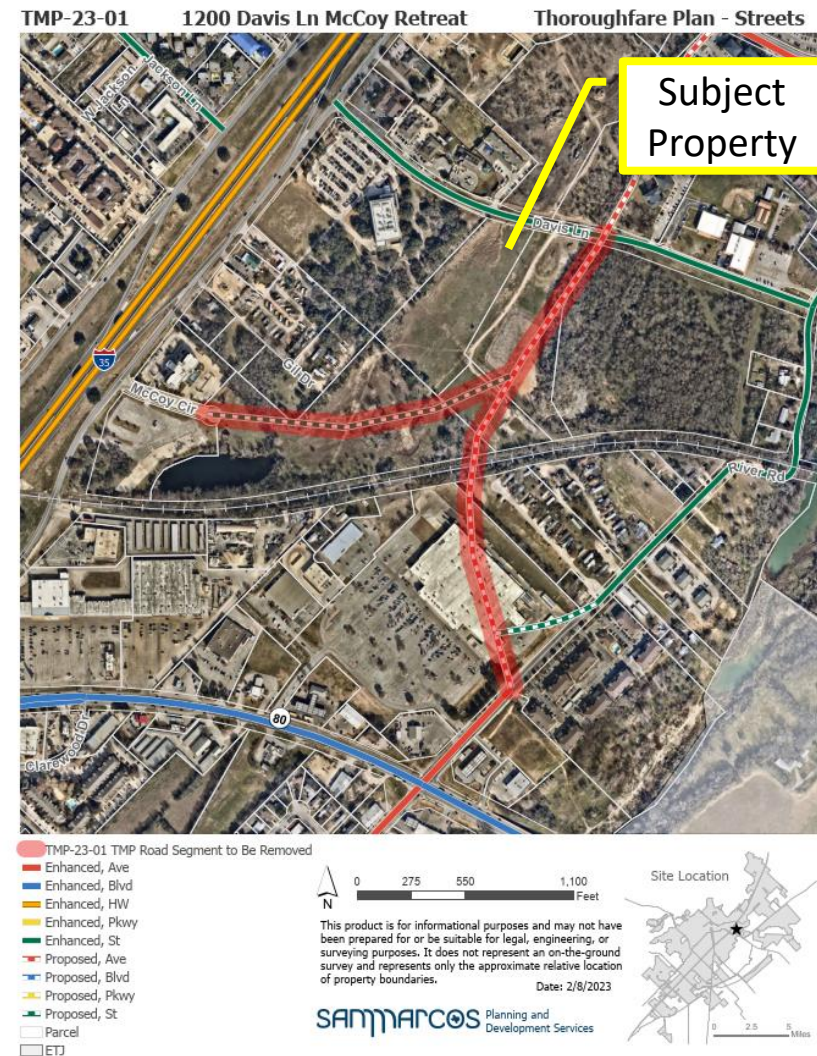 TMP-23-01 1200 Davis Ln McCoy Retreat Thoroughfare Plan - Streets
Subject
Property
W Jackson
Ln
Jackson Ln
Davis Ln
35
Gil Dr
McCoy Cir
River Rd
80
Clarewood Dr
TMP-23-01 TMP Road Segment to Be Removed
Enhanced, Ave
Enhanced, Blvd
Enhanced, HW
Enhanced, Pkwy
Enhanced, St
Proposed, Ave
Proposed, Blvd
Proposed, Pkwy
Proposed, St
Parcel
ETJ
N
0 275 550 1,100
Feet
This product is for informational purposes and may not have
been prepared for or be suitable for legal, engineering, or
surveying purposes. It does not represent an on-the-ground
survey and represents only the approximate relative location
of property boundaries.
Date: 2/8/2023
SAN MARCOS Planning and
Development Services
Site Location
0 2.5 5
Miles